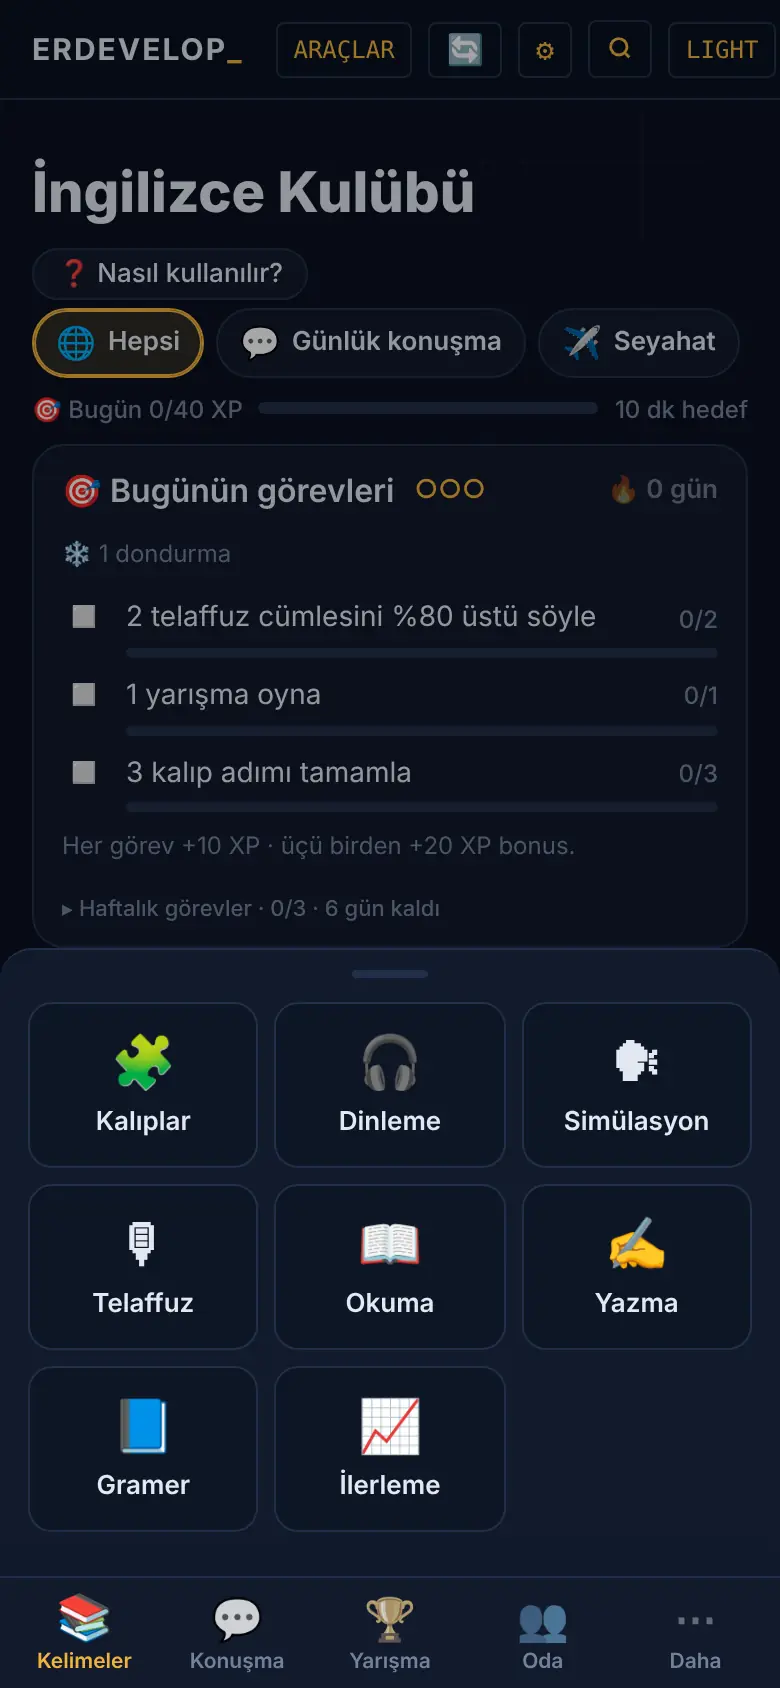 ERDEVELOP_ ARAÇLAR LIGHT
İngilizce Kulübü
Nasıl kullanılır?
Hepsi Günlük konuşma Seyahat
Bugün 0/40 XP 10 dk hedef
Bugünün görevleri 0 gün
1 dondurma
2 telaffuz cümlesini %80 üstü söyle 0/2
1 yarışma oyna 0/1
3 kalıp adımı tamamla 0/3
Her görev +10 XP · üçü birden +20 XP bonus.
▸ Haftalık görevler · 0/3 · 6 gün kaldı
Kalıplar Dinleme Simülasyon
Telaffuz Okuma Yazma
Gramer İlerleme
Kelimeler Konuşma Yarışma Oda Daha